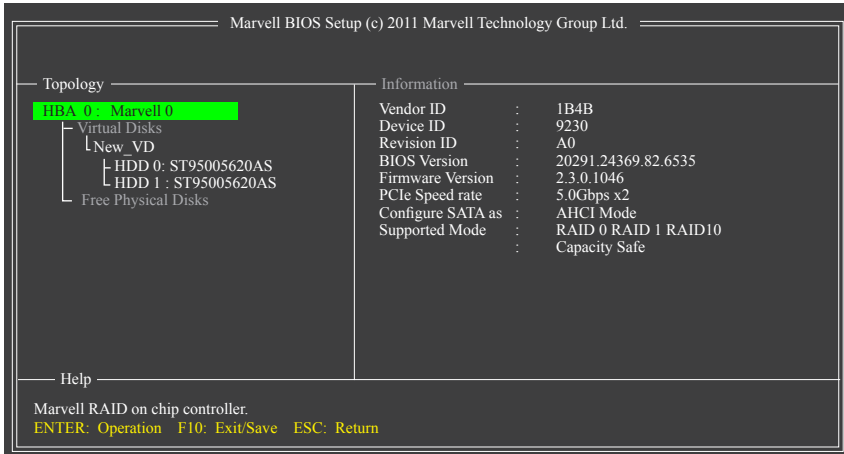 Marvell BIOS Setup (c) 2011 Marvell Technology Group Ltd.
Topology
HBA 0 : Marvell 0
Virtual Disks
New_VD
HDD 0: ST95005620AS
HDD 1 : ST95005620AS
Free Physical Disks
Information
Vendor ID : 1B4B
Device ID : 9230
Revision ID : A0
BIOS Version : 20291.24369.82.6535
Firmware Version : 2.3.0.1046
PCIe Speed rate : 5.0Gbps x2
Configure SATA as : AHCI Mode
Supported Mode : RAID 0 RAID 1 RAID10
: Capacity Safe
Help
Marvell RAID on chip controller.
ENTER: Operation F10: Exit/Save ESC: Return